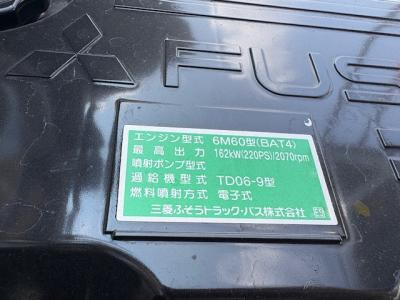 FUS
エンジン型式 6M60型(BAT4)
最高出力 162kW(220PS)/2070rpm
噴射ポンプ型式
過給機型式 TD06-9型
燃料噴射方式 電子式
三菱ふそうトラック・バス株式会社